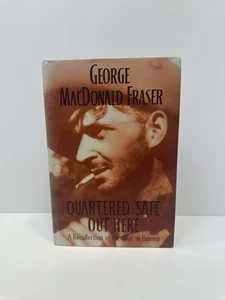 GEORGE
MACDONALD FRASER
QUARTERED SAFE
OUT HERE
A Recollection of the War in Burma